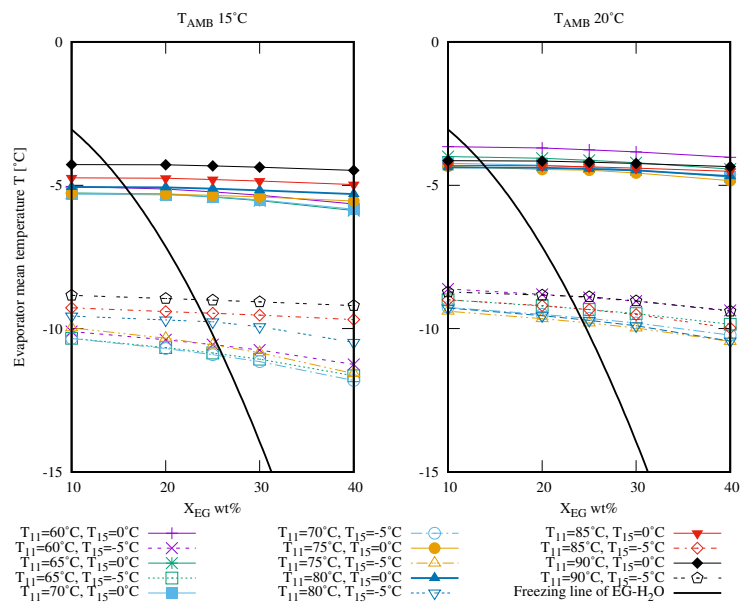 T_AMB 15˚C
T_AMB 20˚C
Evaporator mean temperature T [˚C]
0
-5
-10
-15
10
20
30
40
X_EG wt%
0
-5
-10
-15
10
20
30
40
X_EG wt%
T₁₁=60˚C, T₁₅=0˚C
T₁₁=60˚C, T₁₅=-5˚C
T₁₁=65˚C, T₁₅=0˚C
T₁₁=65˚C, T₁₅=-5˚C
T₁₁=70˚C, T₁₅=0˚C
T₁₁=70˚C, T₁₅=-5˚C
T₁₁=75˚C, T₁₅=0˚C
T₁₁=75˚C, T₁₅=-5˚C
T₁₁=80˚C, T₁₅=0˚C
T₁₁=80˚C, T₁₅=-5˚C
T₁₁=85˚C, T₁₅=0˚C
T₁₁=85˚C, T₁₅=-5˚C
T₁₁=90˚C, T₁₅=0˚C
T₁₁=90˚C, T₁₅=-5˚C
Freezing line of EG-H₂O